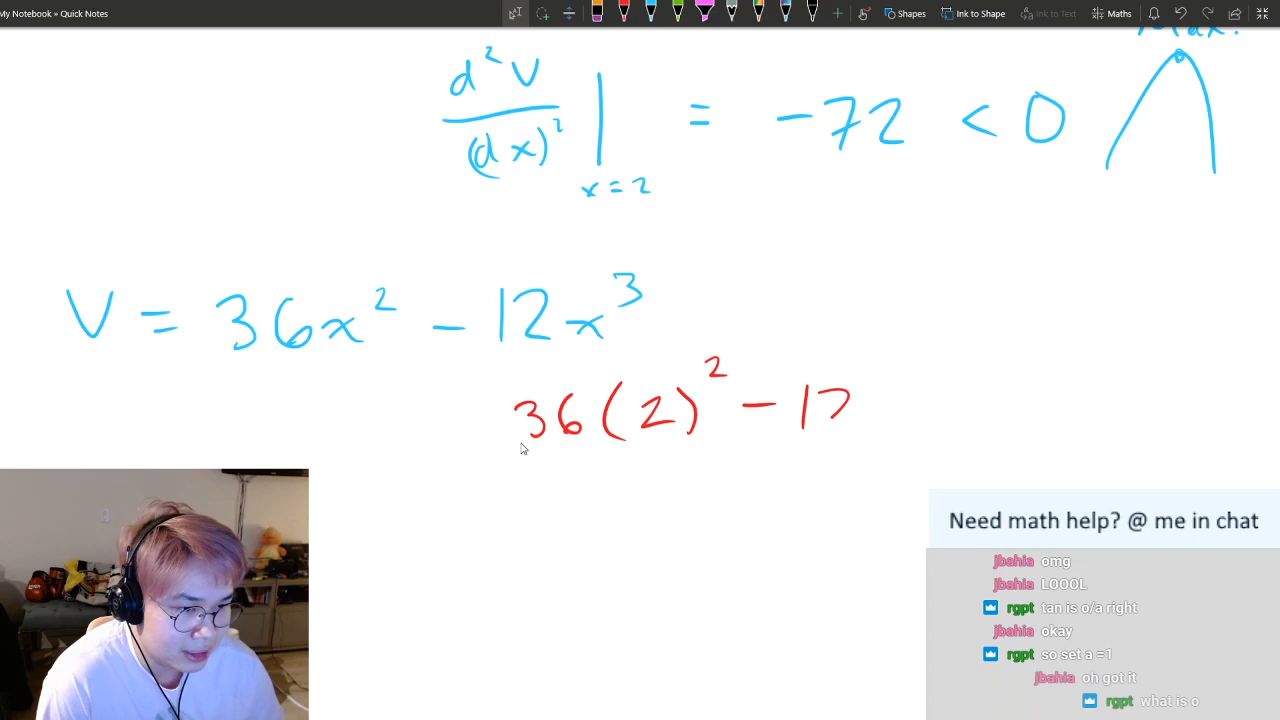 My Notebook » Quick Notes
Shapes Ink to Shape Ink to Text Maths
Max.
d²V
/(dx)² | x=2 = -72 < 0
V = 36x² - 12x³
36(2)² - 12
Need math help? @ me in chat
jbahia omg
jbahia LOOOL
rgpt tan is o/a right
jbahia okay
rgpt so set a =1
jbahia oh got it
rgpt what is o